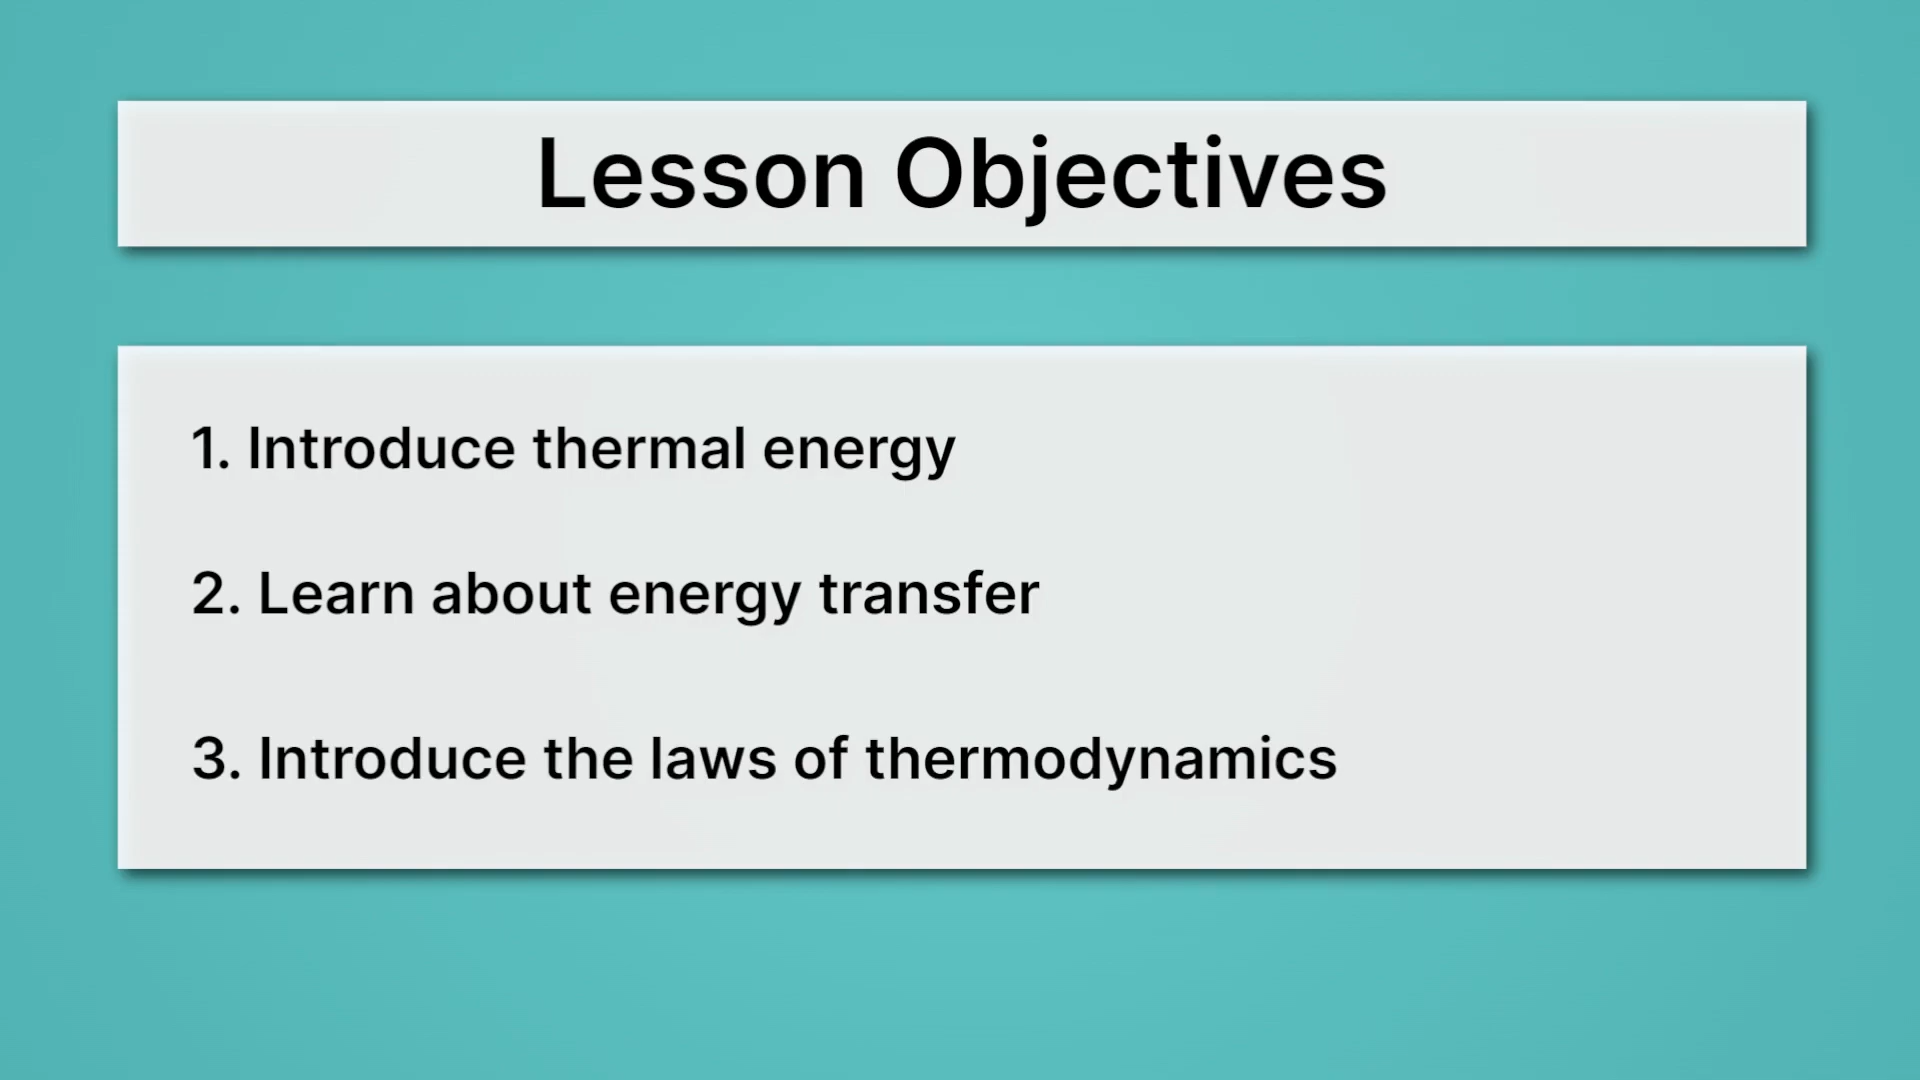 Lesson Objectives
1. Introduce thermal energy
2. Learn about energy transfer
3. Introduce the laws of thermodynamics